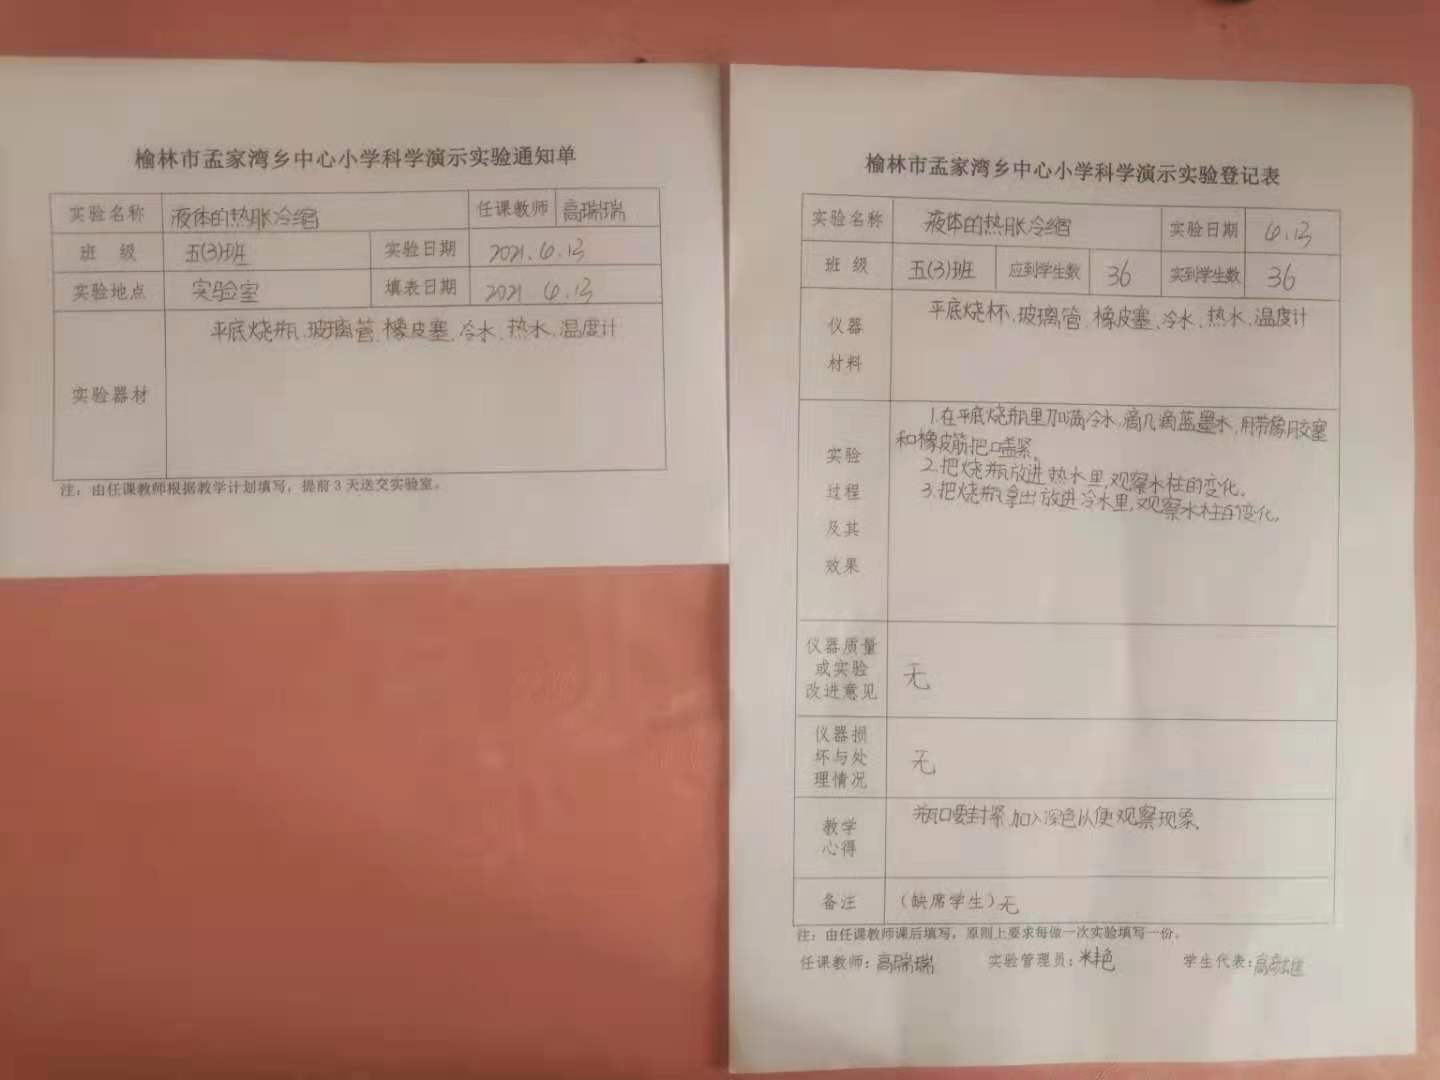 榆林市孟家湾乡中心小学科学演示实验通知单
实验名称 液体的热胀冷缩 任课教师 高瑞瑞
班 级 五(3)班 实验日期 2021.4.13
实验地点 实验室 填表日期 2021.4.13
实验器材 平底烧瓶、玻璃管、橡皮塞、冷水、热水、温度计
注:由任课教师根据教学计划填写,提前3天送交实验室。
榆林市孟家湾乡中心小学科学演示实验登记表
实验名称 液体的热胀冷缩 实验日期 4.13
班 级 五(3)班 应到学生数 36 实到学生数 36
仪器
材料
平底烧杯、玻璃管、橡皮塞、冷水、热水、温度计
实验
过程
及其
效果
1.在平底烧瓶里加满冷水,滴几滴蓝墨水,用带橡胶塞
和橡皮筋把口盖紧。
2.把烧瓶放进热水里,观察水柱的变化。
3.把烧瓶拿出放进冷水里,观察水柱的变化。
仪器质量
或实验
改进意见
无
仪器损
坏与处
理情况
无
教学
心得
瓶口要封紧,加入深色以便观察现象。
备注 (缺席学生)无
注:由任课教师课后填写,原则上要求每做一次实验填写一份。
任课教师:高瑞瑞 实验管理员:米艳 学生代表:高